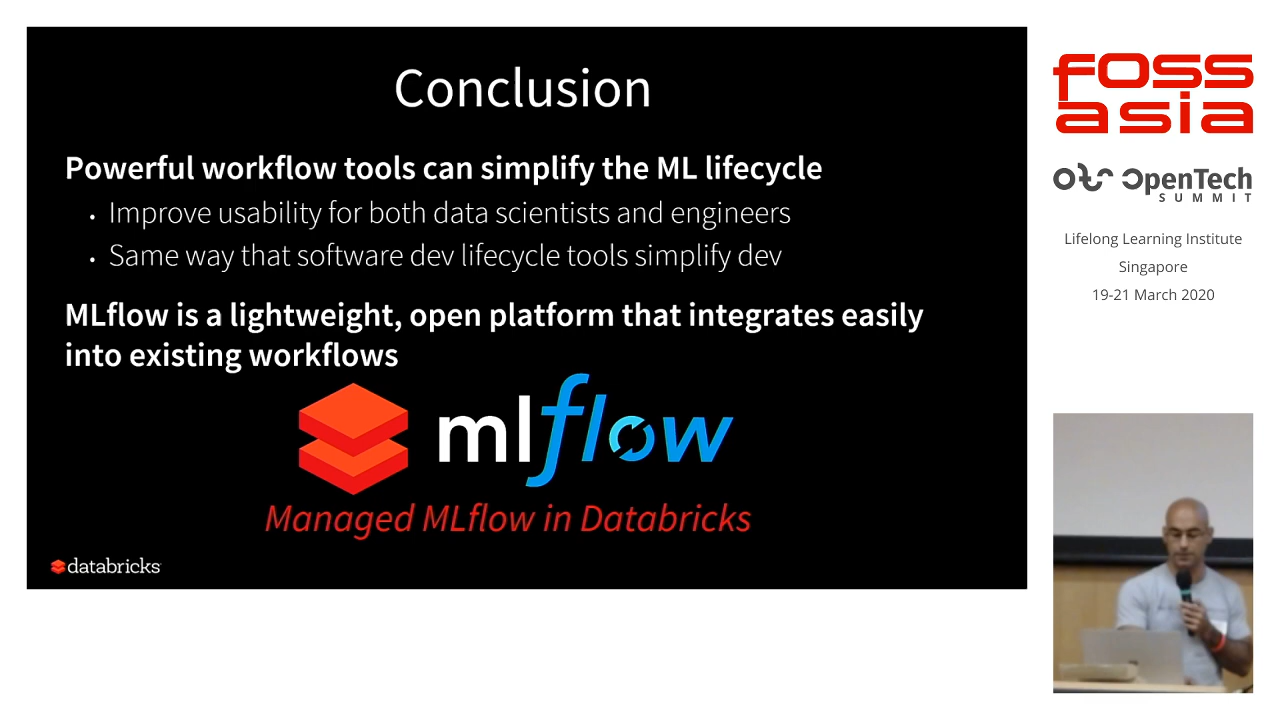 Conclusion
Powerful workflow tools can simplify the ML lifecycle
• Improve usability for both data scientists and engineers
• Same way that software dev lifecycle tools simplify dev
MLflow is a lightweight, open platform that integrates easily
into existing workflows
mlflow
Managed MLflow in Databricks
databricks
foss
asia
OpenTech
SUMMIT
Lifelong Learning Institute
Singapore
19-21 March 2020